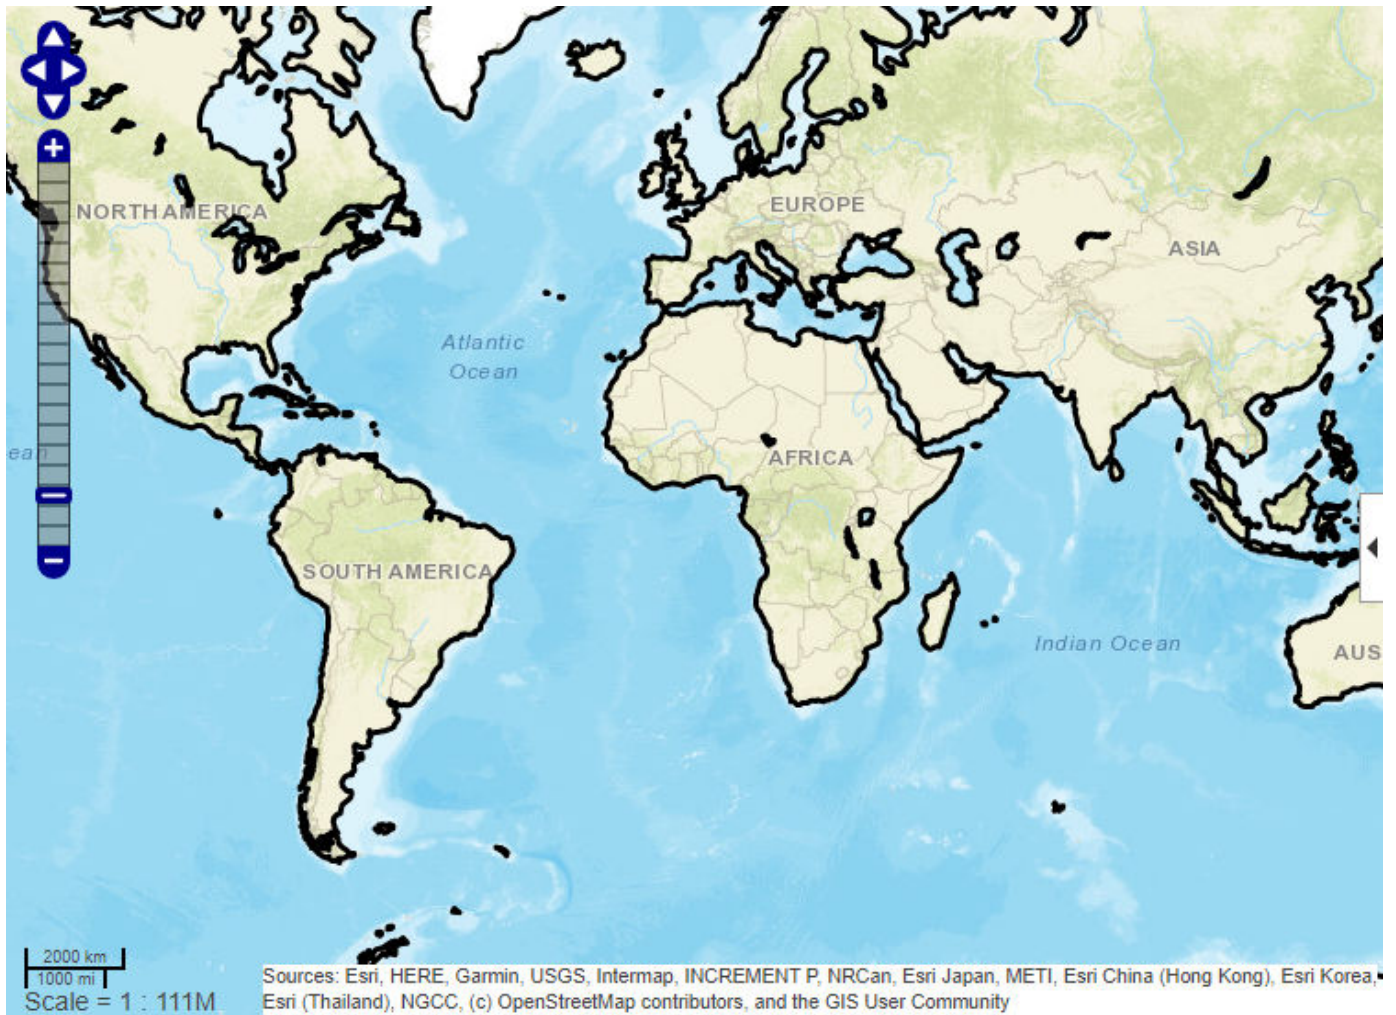 NORTH AMERICA
EUROPE
ASIA
Atlantic
Ocean
ean
AFRICA
SOUTH AMERICA
Indian Ocean
AUS
2000 km
1000 mi
Scale = 1 : 111M
Sources: Esri, HERE, Garmin, USGS, Intermap, INCREMENT P, NRCan, Esri Japan, METI, Esri China (Hong Kong), Esri Korea,
Esri (Thailand), NGCC, (c) OpenStreetMap contributors, and the GIS User Community